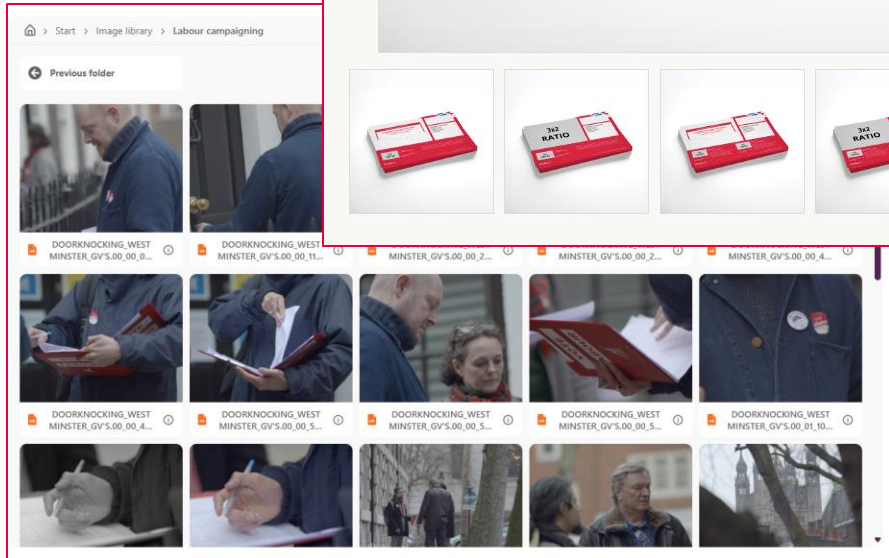 Start > Image library > Labour campaigning
Previous folder
3x2
RATIO
3x2
RATIO
DOORKNOCKING_WEST
MINSTER_GV'S.00_00_0...
DOORKNOCKING_WEST
MINSTER_GV'S.00_00_11...
MINSTER_GV'S.00_00_2...
MINSTER_GV'S.00_00_2...
MINSTER_GV'S.00_00_4...
DOORKNOCKING_WEST
MINSTER_GV'S.00_00_4...
DOORKNOCKING_WEST
MINSTER_GV'S.00_00_5...
DOORKNOCKING_WEST
MINSTER_GV'S.00_00_5...
DOORKNOCKING_WEST
MINSTER_GV'S.00_00_5...
DOORKNOCKING_WEST
MINSTER_GV'S.00_01_10...